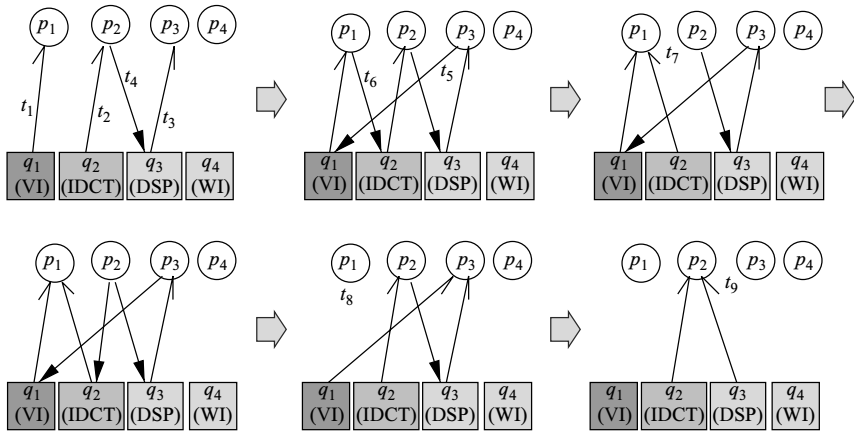 p1 p2 p3 p4
t1 t2 t4 t3
q1 q2 q3 q4
(VI) (IDCT) (DSP) (WI)
p1 p2 p3 p4
t6 t5
q1 q2 q3 q4
(VI) (IDCT) (DSP) (WI)
p1 p2 p3 p4
t7
q1 q2 q3 q4
(VI) (IDCT) (DSP) (WI)
p1 p2 p3 p4
q1 q2 q3 q4
(VI) (IDCT) (DSP) (WI)
p1 p2 p3 p4
t8
q1 q2 q3 q4
(VI) (IDCT) (DSP) (WI)
p1 p2 p3 p4
t9
q1 q2 q3 q4
(VI) (IDCT) (DSP) (WI)